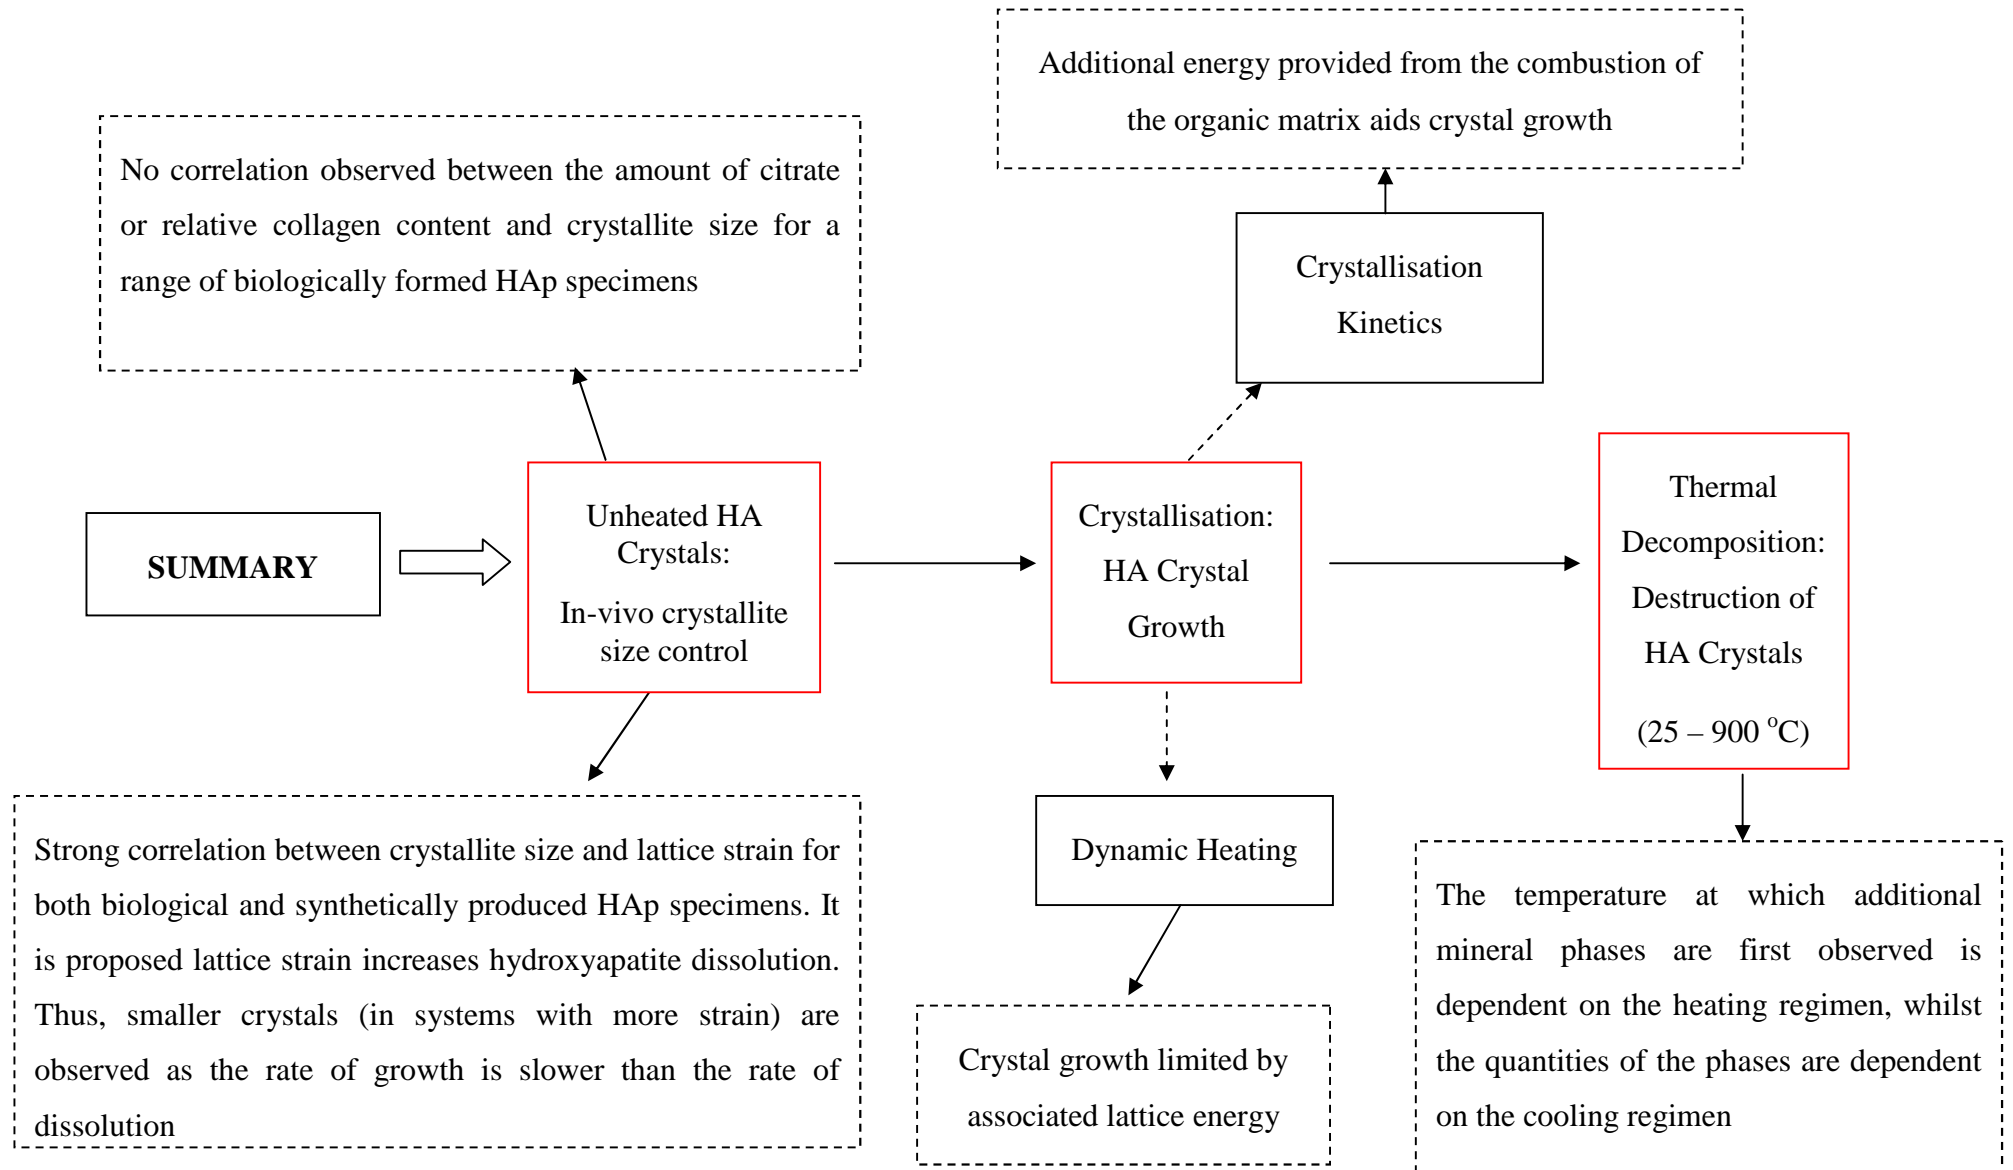 Additional energy provided from the combustion of
the organic matrix aids crystal growth
No correlation observed between the amount of citrate
or relative collagen content and crystallite size for a
range of biologically formed HAp specimens
Crystallisation
Kinetics
SUMMARY
Unheated HA
Crystals:
In-vivo crystallite
size control
Crystallisation:
HA Crystal
Growth
Thermal
Decomposition:
Destruction of
HA Crystals
(25 – 900 °C)
Strong correlation between crystallite size and lattice strain for
both biological and synthetically produced HAp specimens. It
is proposed lattice strain increases hydroxyapatite dissolution.
Thus, smaller crystals (in systems with more strain) are
observed as the rate of growth is slower than the rate of
dissolution
Dynamic Heating
Crystal growth limited by
associated lattice energy
The temperature at which additional
mineral phases are first observed is
dependent on the heating regimen, whilst
the quantities of the phases are dependent
on the cooling regimen